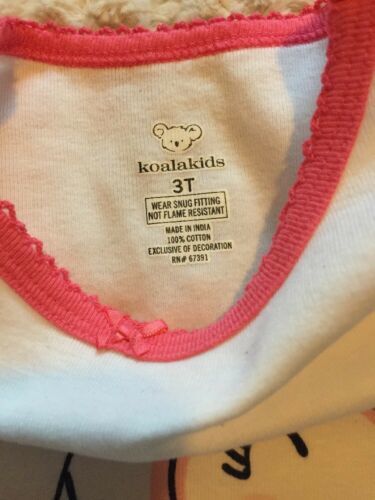 koalakids
3T
WEAR SNUG FITTING
NOT FLAME RESISTANT
MADE IN INDIA
100% COTTON
EXCLUSIVE OF DECORATION
RN# 67391